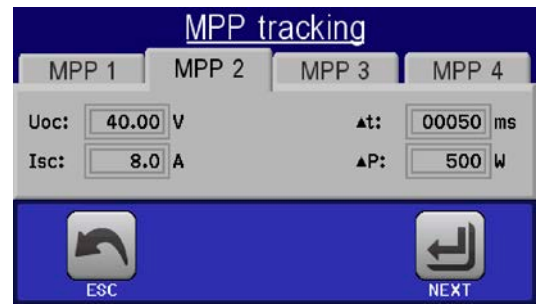 MPP tracking
MPP 1 MPP 2 MPP 3 MPP 4
Uoc: 40.00 V ▲t: 00050 ms
Isc: 8.0 A ▲P: 500 W
ESC NEXT